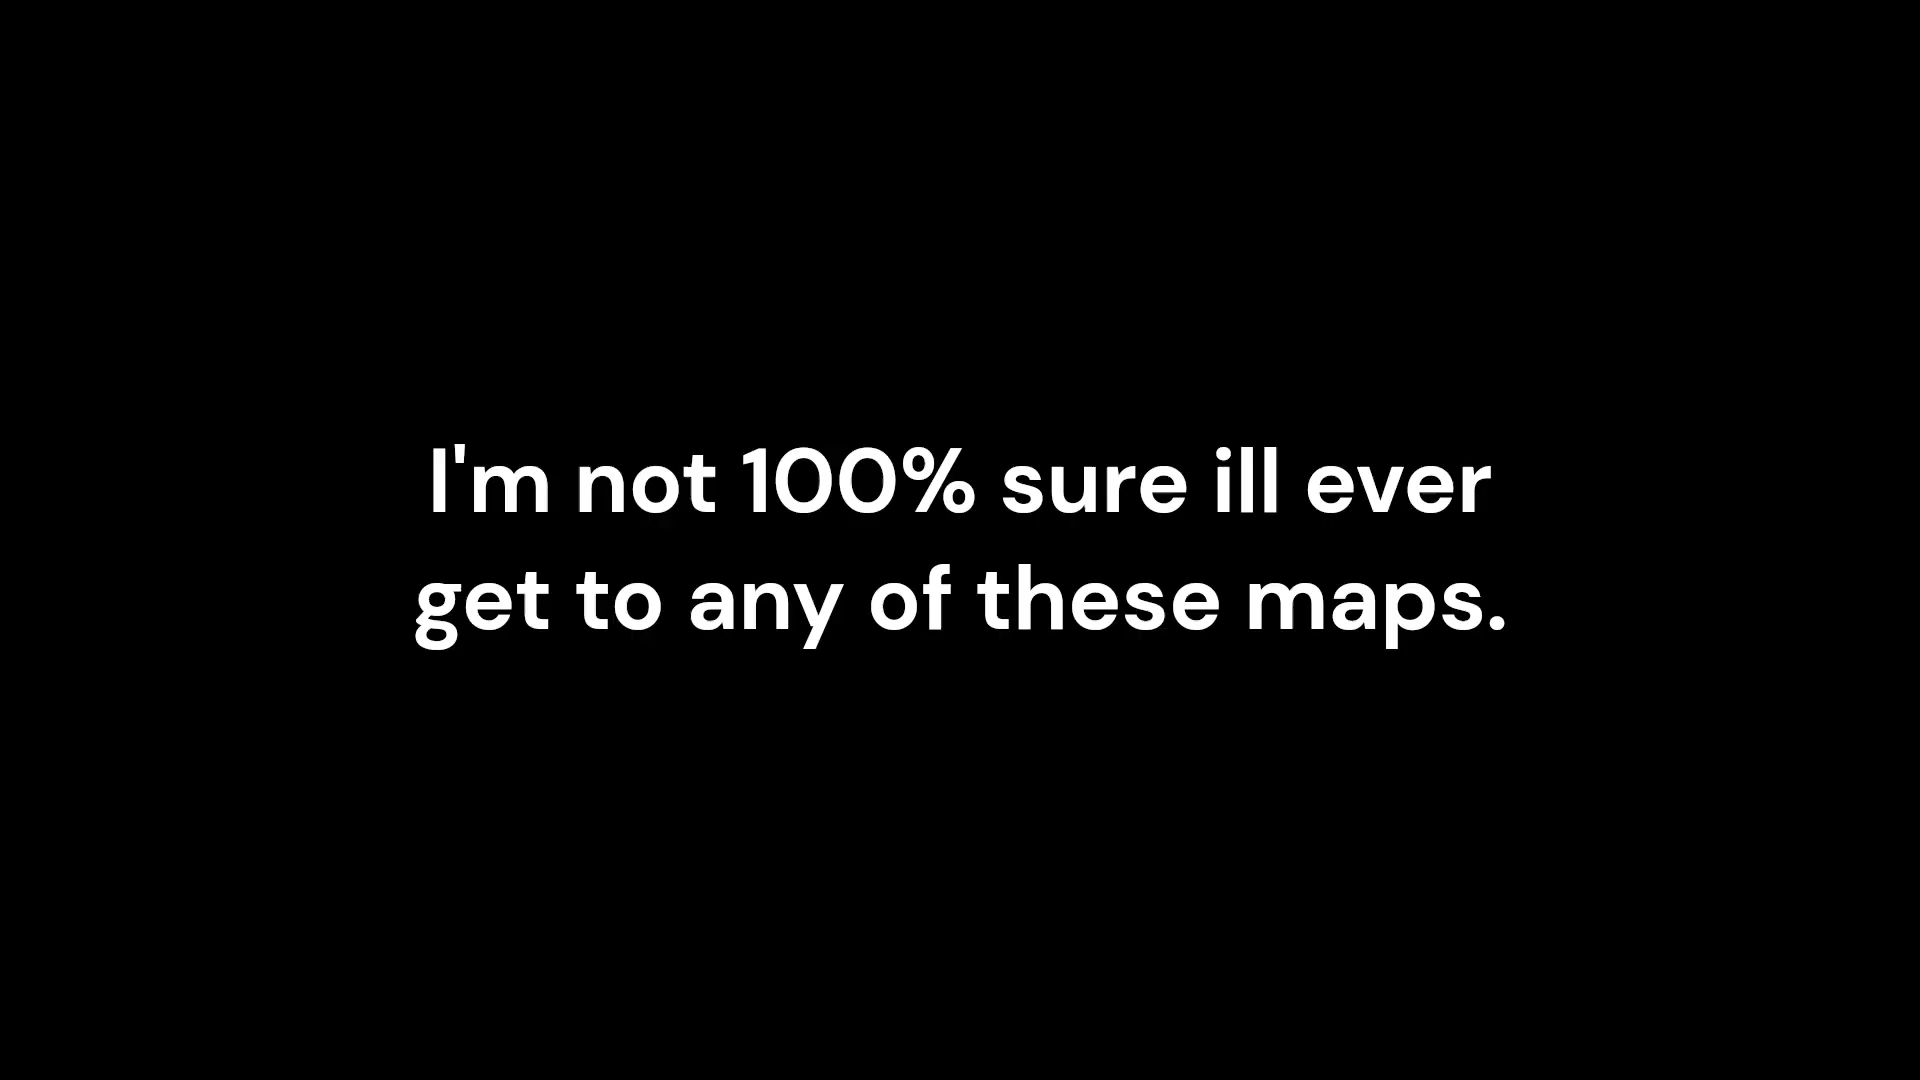 I'm not 100% sure ill ever
get to any of these maps.